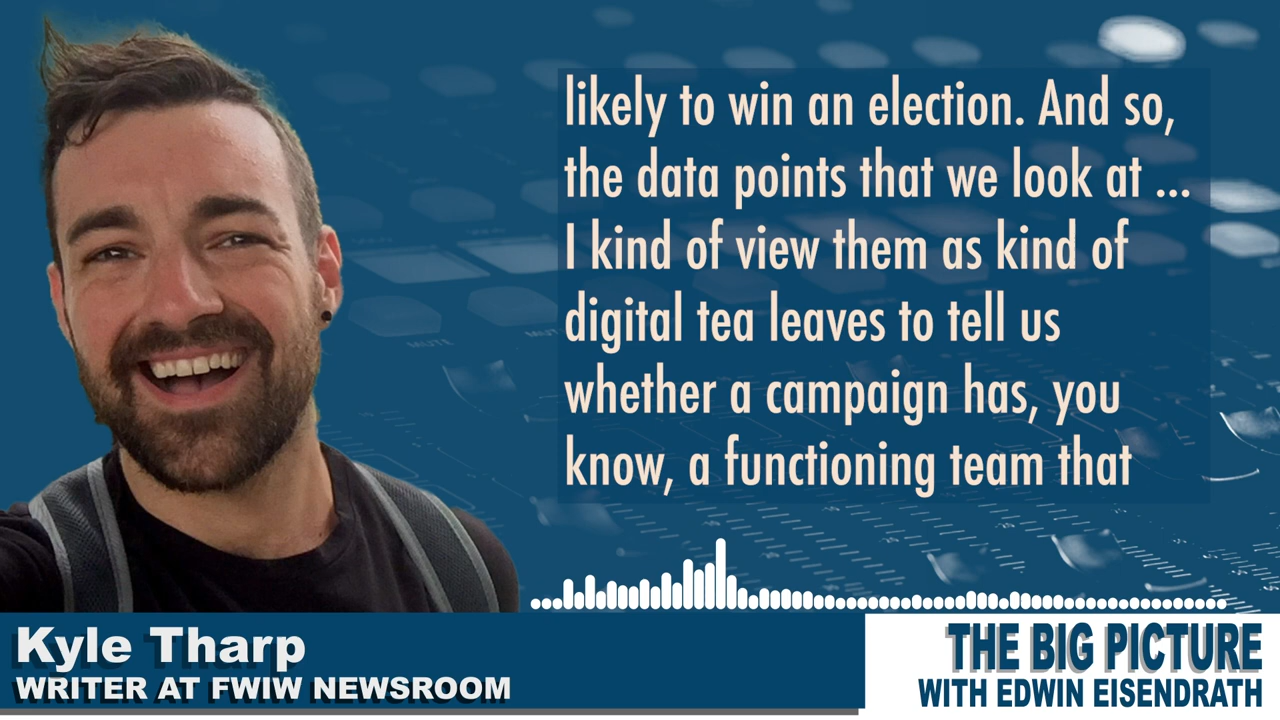 likely to win an election. And so,
the data points that we look at ...
I kind of view them as kind of
digital tea leaves to tell us
whether a campaign has, you
know, a functioning team that
Kyle Tharp
WRITER AT FWIW NEWSROOM
THE BIG PICTURE
WITH EDWIN EISENDRATH
MUTE